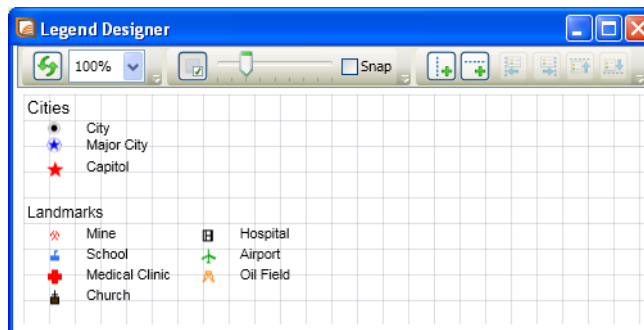 Legend Designer
100% Snap
Cities
City
Major City
Capitol
Landmarks
Mine Hospital
School Airport
Medical Clinic Oil Field
Church